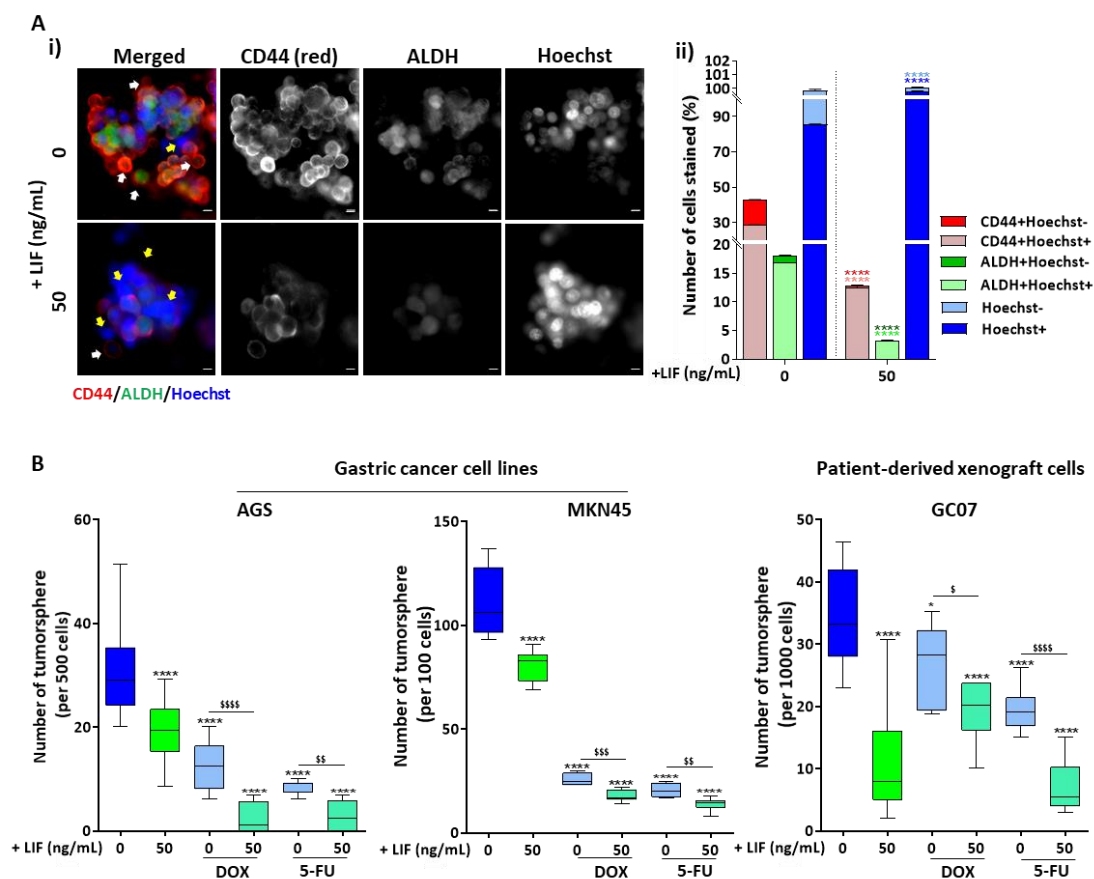 A
i)
Merged
CD44 (red)
ALDH
Hoechst
+ LIF (ng/mL)
0
50
CD44/ALDH/Hoechst
ii)
Number of cells stained (%)
102
101
100
90
50
30
20
15
10
5
0
****
****
****
****
****
****
+LIF (ng/mL)
0
50
CD44+Hoechst-
CD44+Hoechst+
ALDH+Hoechst-
ALDH+Hoechst+
Hoechst-
Hoechst+
B
Gastric cancer cell lines
Patient-derived xenograft cells
AGS
Number of tumorsphere
(per 500 cells)
60
40
20
0
****
****
$$$$
****
****
$$
****
+ LIF (ng/mL)
0 50 0 50 0 50
DOX 5-FU
MKN45
Number of tumorsphere
(per 100 cells)
150
100
50
0
****
****
$$$
****
****
$$
****
+ LIF (ng/mL)
0 50 0 50 0 50
DOX 5-FU
GC07
Number of tumorsphere
(per 1000 cells)
50
40
30
20
10
0
****
*
$
****
****
$$$$
****
+ LIF (ng/mL)
0 50 0 50 0 50
DOX 5-FU